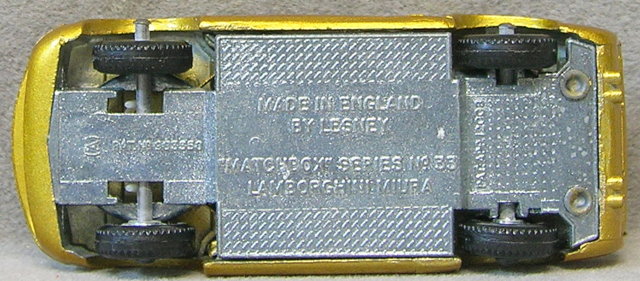 MADE IN ENGLAND
BY LESNEY
"MATCHBOX" SERIES No 33
LAMBORGHINI MIURA
(A)